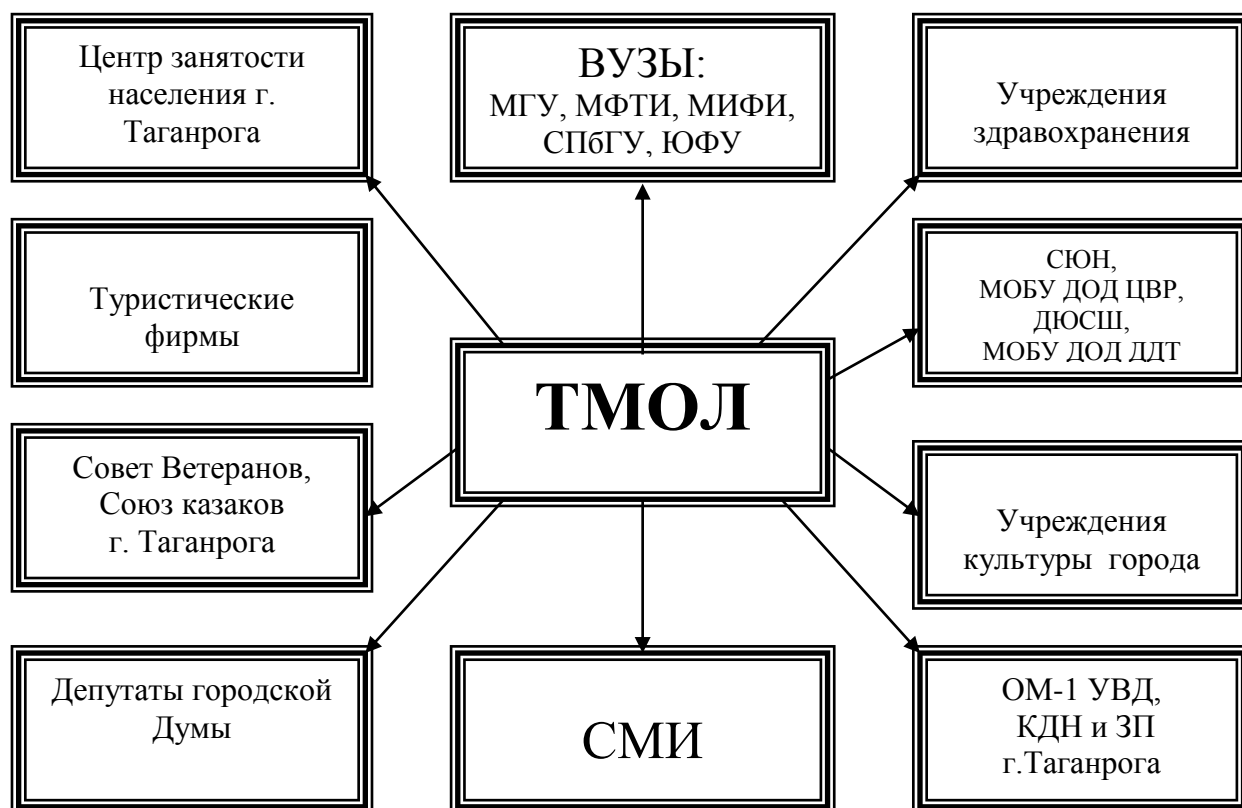 Центр занятости
населения г.
Таганрога
ВУЗЫ:
МГУ, МФТИ, МИФИ,
СПбГУ, ЮФУ
Учреждения
здравохранения
Туристические
фирмы
СЮН,
МОБУ ДОД ЦВР,
ДЮСШ,
МОБУ ДОД ДДТ
ТМОЛ
Совет Ветеранов,
Союз казаков
г. Таганрога
Учреждения
культуры города
Депутаты городской
Думы
СМИ
ОМ-1 УВД,
КДН и ЗП
г.Таганрога